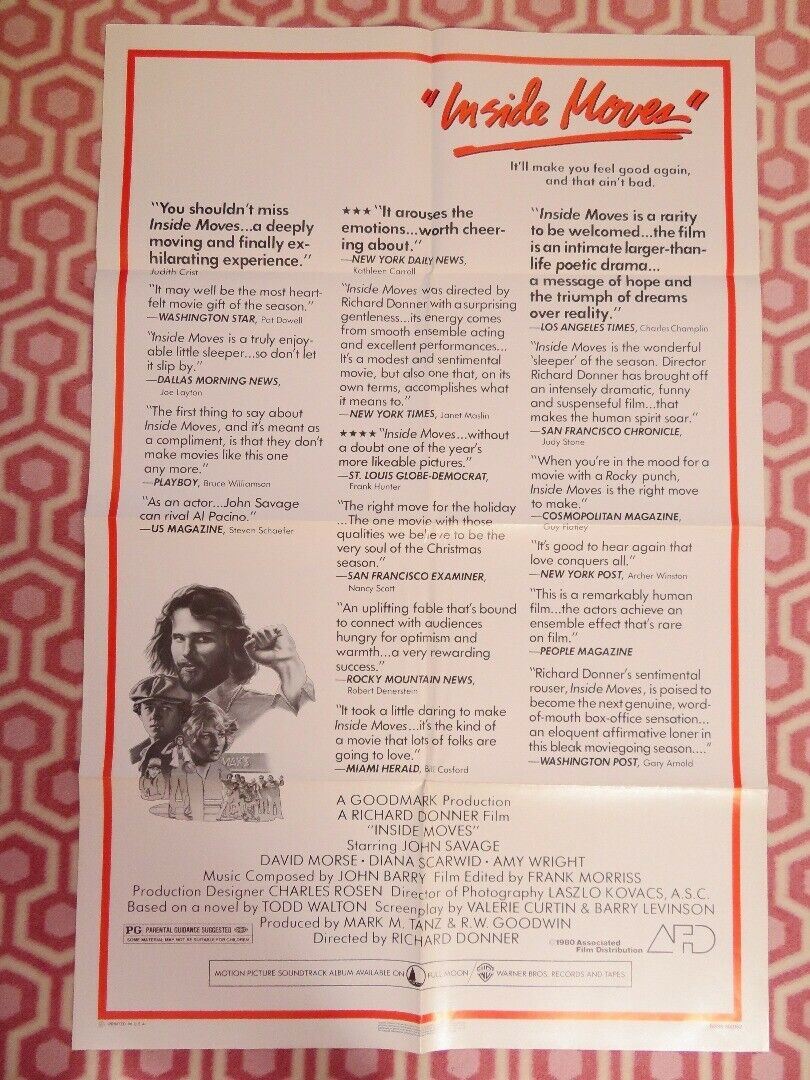 "Inside Moves"
It'll make you feel good again,
and that ain't bad.
"You shouldn't miss
Inside Moves...a deeply
moving and finally ex-
hilarating experience."
Judith Crist
"It may well be the most heart-
felt movie gift of the season."
—WASHINGTON STAR, Pat Dowell
"Inside Moves is a truly enjoy-
able little sleeper...so don't let
it slip by."
—DALLAS MORNING NEWS,
Joe Layton
"The first thing to say about
Inside Moves, and it's meant as
a compliment, is that they don't
make movies like this one
any more."
—PLAYBOY, Bruce Williamson
"As an actor...John Savage
can rival Al Pacino."
—US MAGAZINE, Steven Schaefer
★★★ "It arouses the
emotions...worth cheer-
ing about."
—NEW YORK DAILY NEWS,
Kathleen Carroll
"Inside Moves was directed by
Richard Donner with a surprising
gentleness...its energy comes
from smooth ensemble acting
and excellent performances...
It's a modest and sentimental
movie, but also one that, on its
own terms, accomplishes what
it means to."
—NEW YORK TIMES, Janet Maslin
★★★★ "Inside Moves...without
a doubt one of the year's
more likeable pictures."
—ST. LOUIS GLOBE-DEMOCRAT,
Frank Hunter
"The right move for the holiday
...The one movie with those
qualities we believe to be the
very soul of the Christmas
season."
—SAN FRANCISCO EXAMINER,
Nancy Scott
"An uplifting fable that's bound
to connect with audiences
hungry for optimism and
warmth...a very rewarding
success."
—ROCKY MOUNTAIN NEWS,
Robert Denerstein
"It took a little daring to make
Inside Moves...it's the kind of
a movie that lots of folks are
going to love."
—MIAMI HERALD, Bill Cosford
"Inside Moves is a rarity
to be welcomed...the film
is an intimate larger-than-
life poetic drama...
a message of hope and
the triumph of dreams
over reality."
—LOS ANGELES TIMES, Charles Champlin
"Inside Moves is the wonderful
'sleeper' of the season. Director
Richard Donner has brought off
an intensely dramatic, funny
and suspenseful film...that
makes the human spirit soar."
—SAN FRANCISCO CHRONICLE,
Judy Stone
"When you're in the mood for a
movie with a Rocky punch,
Inside Moves is the right move
to make."
—COSMOPOLITAN MAGAZINE,
Guy Flatley
"It's good to hear again that
love conquers all."
—NEW YORK POST, Archer Winston
"This is a remarkably human
film...the actors achieve an
ensemble effect that's rare
on film."
—PEOPLE MAGAZINE
"Richard Donner's sentimental
rouser, Inside Moves, is poised to
become the next genuine, word-
of-mouth box-office sensation...
an eloquent affirmative loner in
this bleak moviegoing season...."
—WASHINGTON POST, Gary Arnold
MAX'S
A GOODMARK Production
A RICHARD DONNER Film
"INSIDE MOVES"
Starring JOHN SAVAGE
DAVID MORSE · DIANA SCARWID · AMY WRIGHT
Music Composed by JOHN BARRY Film Edited by FRANK MORRISS
Production Designer CHARLES ROSEN Director of Photography LASZLO KOVACS, A.S.C.
Based on a novel by TODD WALTON Screenplay by VALERIE CURTIN & BARRY LEVINSON
Produced by MARK M. TANZ & R.W. GOODWIN
Directed by RICHARD DONNER
PG PARENTAL GUIDANCE SUGGESTED
SOME MATERIAL MAY NOT BE SUITABLE FOR CHILDREN
©1980 Associated
Film Distribution
AFD
MOTION PICTURE SOUNDTRACK ALBUM AVAILABLE ON FULL MOON / WARNER BROS. RECORDS AND TAPES
PRINTED IN U.S.A.